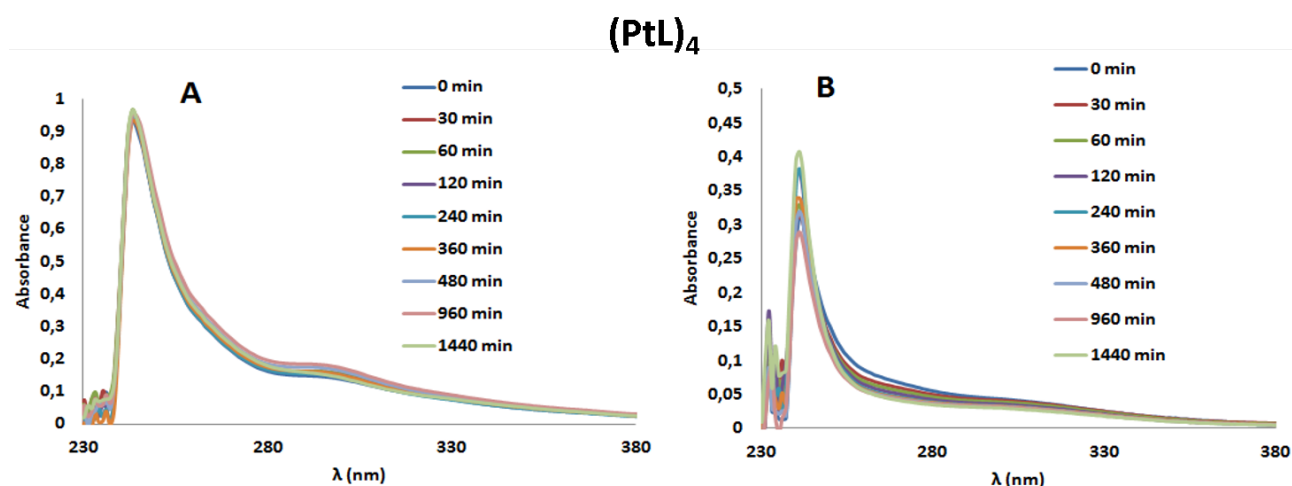 (PtL)4
A
Absorbance
1
0,9
0,8
0,7
0,6
0,5
0,4
0,3
0,2
0,1
0
230
280
330
380
λ (nm)
0 min
30 min
60 min
120 min
240 min
360 min
480 min
960 min
1440 min
B
Absorbance
0,5
0,45
0,4
0,35
0,3
0,25
0,2
0,15
0,1
0,05
0
230
280
330
380
λ (nm)
0 min
30 min
60 min
120 min
240 min
360 min
480 min
960 min
1440 min